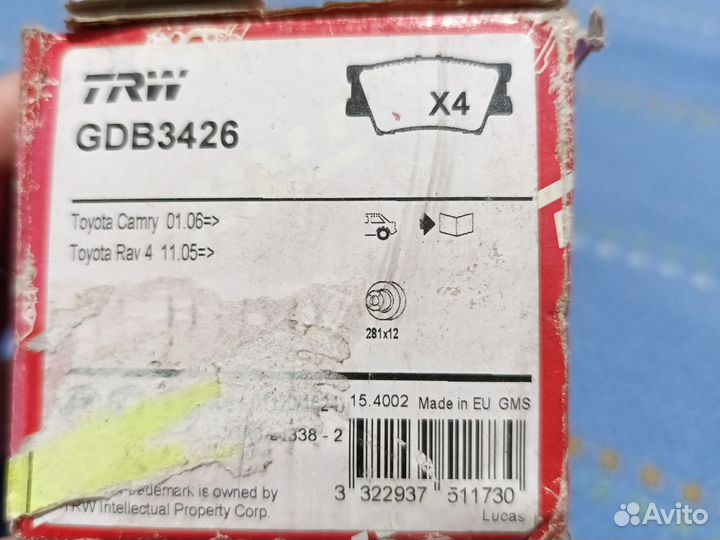 TRW
X4
GDB3426
Toyota Camry 01.06=>
Toyota Rav 4 11.05=>
281x12
15.4002 Made in EU GMS
338 - 2
trademark is owned by
TRW Intellectual Property Corp.
3 322937 511730
Lucas
Avito